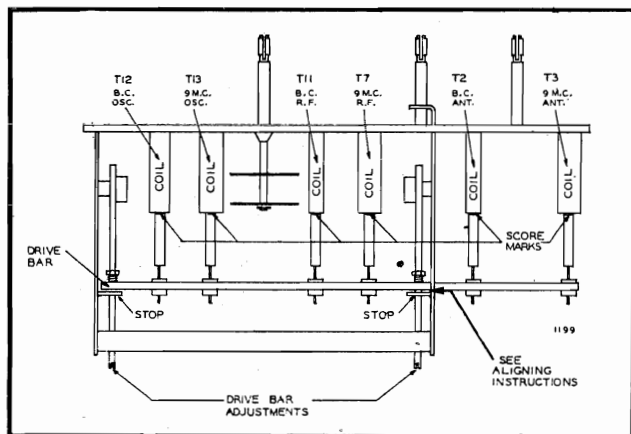 T12
B.C.
OSC.
T13
9 M.C.
OSC.
T11
B.C.
R.F.
T7
9 M.C.
R.F.
T2
B.C.
ANT.
T3
9 M.C.
ANT.
COIL
COIL
COIL
COIL
COIL
COIL
SCORE
MARKS
DRIVE
BAR
STOP
STOP
1199
SEE
ALIGNING
INSTRUCTIONS
DRIVE BAR
ADJUSTMENTS